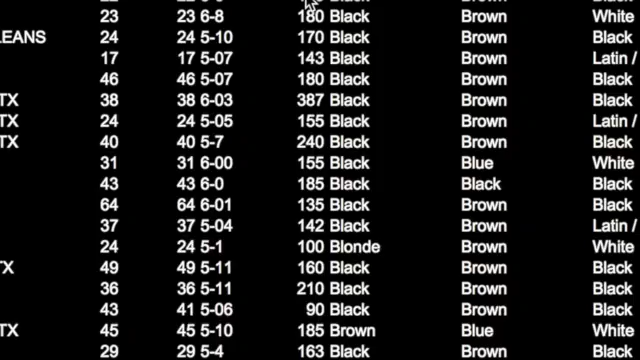 23 23 6-8 180 Black Brown White
LEANS 24 24 5-10 170 Black Brown Black
17 17 5-07 143 Black Brown Latin /
46 46 5-07 180 Black Brown Black
TX 38 38 6-03 387 Black Brown Black
TX 24 24 5-05 155 Black Brown Latin /
TX 40 40 5-7 240 Black Brown Black
31 31 6-00 155 Black Blue White
43 43 6-0 185 Black Black Black
64 64 6-01 135 Black Brown Black
37 37 5-04 142 Black Brown Latin /
24 24 5-1 100 Blonde Brown White
TX 49 49 5-11 160 Black Brown Black
36 36 5-11 210 Black Brown Black
43 41 5-06 90 Black Brown Black
TX 45 45 5-10 185 Brown Blue White
29 29 5-4 163 Black Brown Black